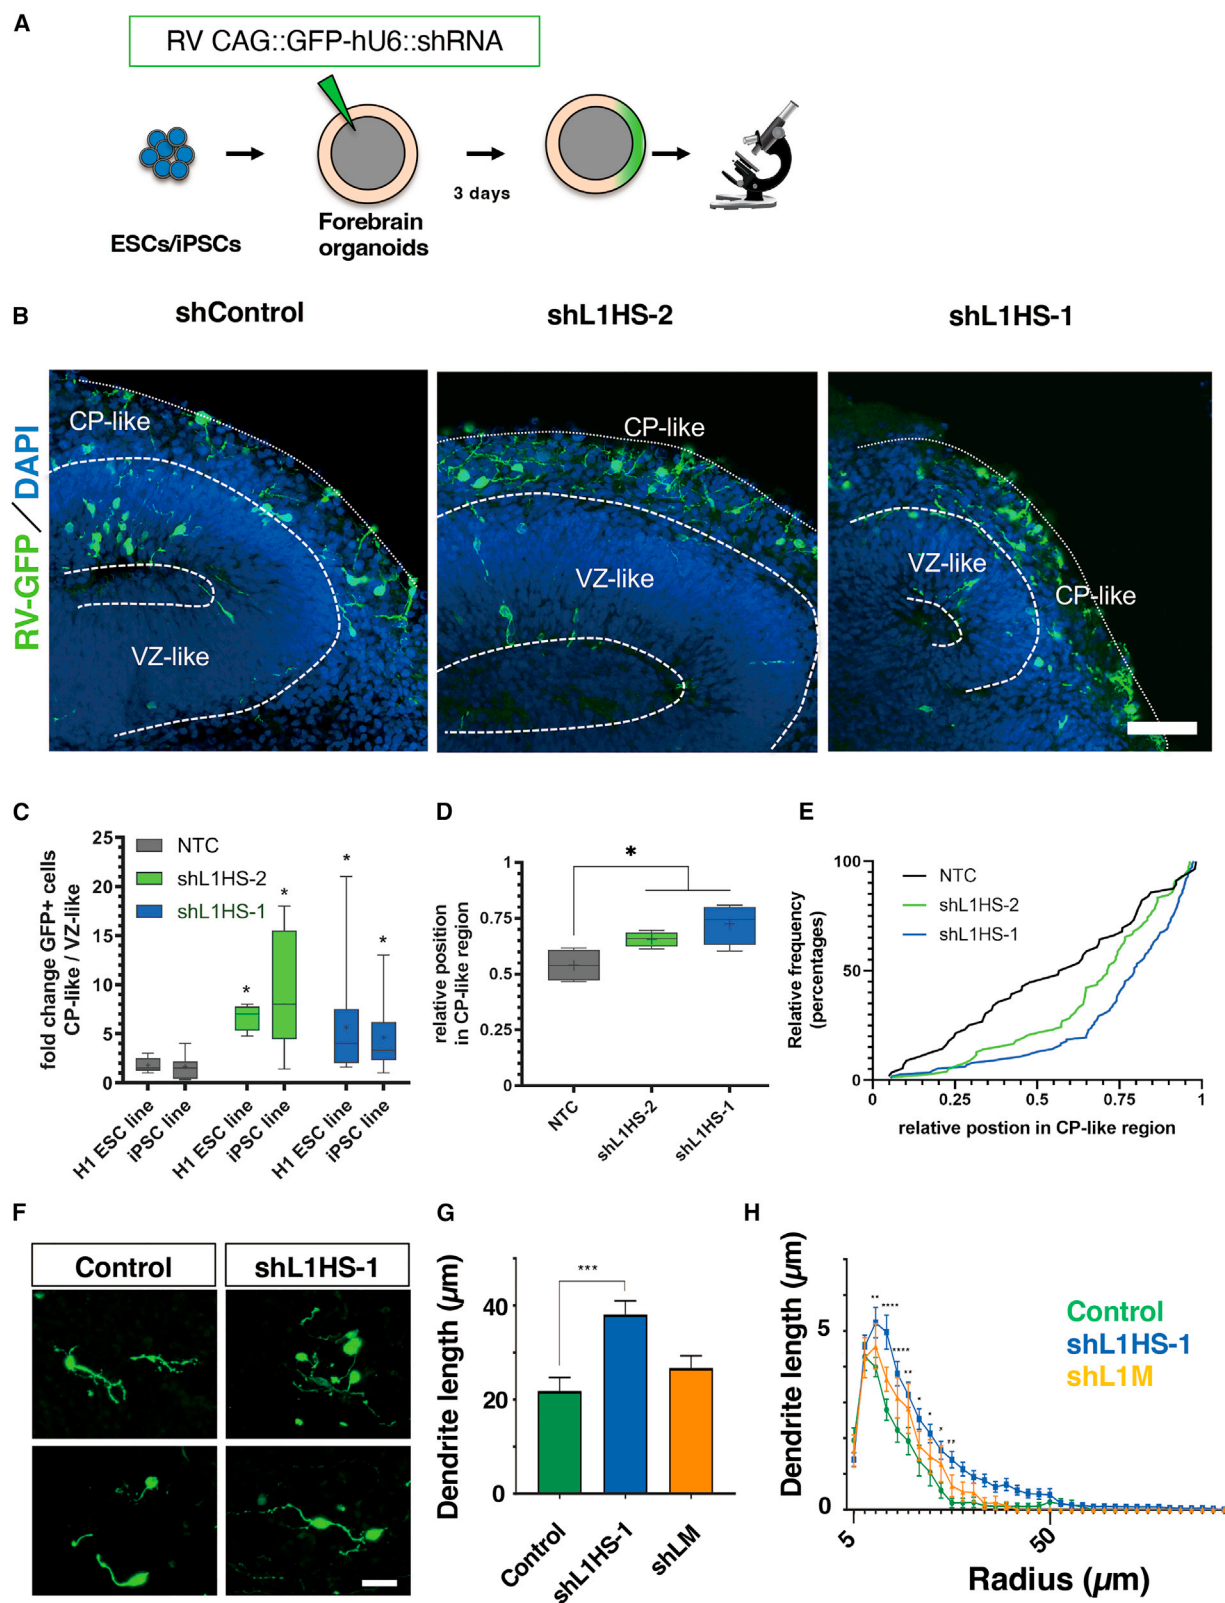 A
RV CAG::GFP-hU6::shRNA
3 days
ESCs/iPSCs
Forebrain
organoids
B
shControl
shL1HS-2
shL1HS-1
RV-GFP/DAPI
CP-like
VZ-like
CP-like
VZ-like
VZ-like
CP-like
C
fold change GFP+ cells
CP-like / VZ-like
25
20
15
10
5
0
NTC
shL1HS-2
shL1HS-1
*
*
*
*
H1 ESC line
iPSC line
H1 ESC line
iPSC line
H1 ESC line
iPSC line
D
relative position
in CP-like region
1
0.75
0.5
0.25
0
*
NTC
shL1HS-2
shL1HS-1
E
Relative frequency
(percentages)
100
50
0
NTC
shL1HS-2
shL1HS-1
0
0.25
0.5
0.75
1
relative postion in CP-like region
F
Control
shL1HS-1
G
Dendrite length (µm)
40
20
0
***
Control
shL1HS-1
shLM
H
Dendrite length (µm)
5
0
** **** **** ** * * * **
Control
shL1HS-1
shL1M
5
50
Radius (µm)